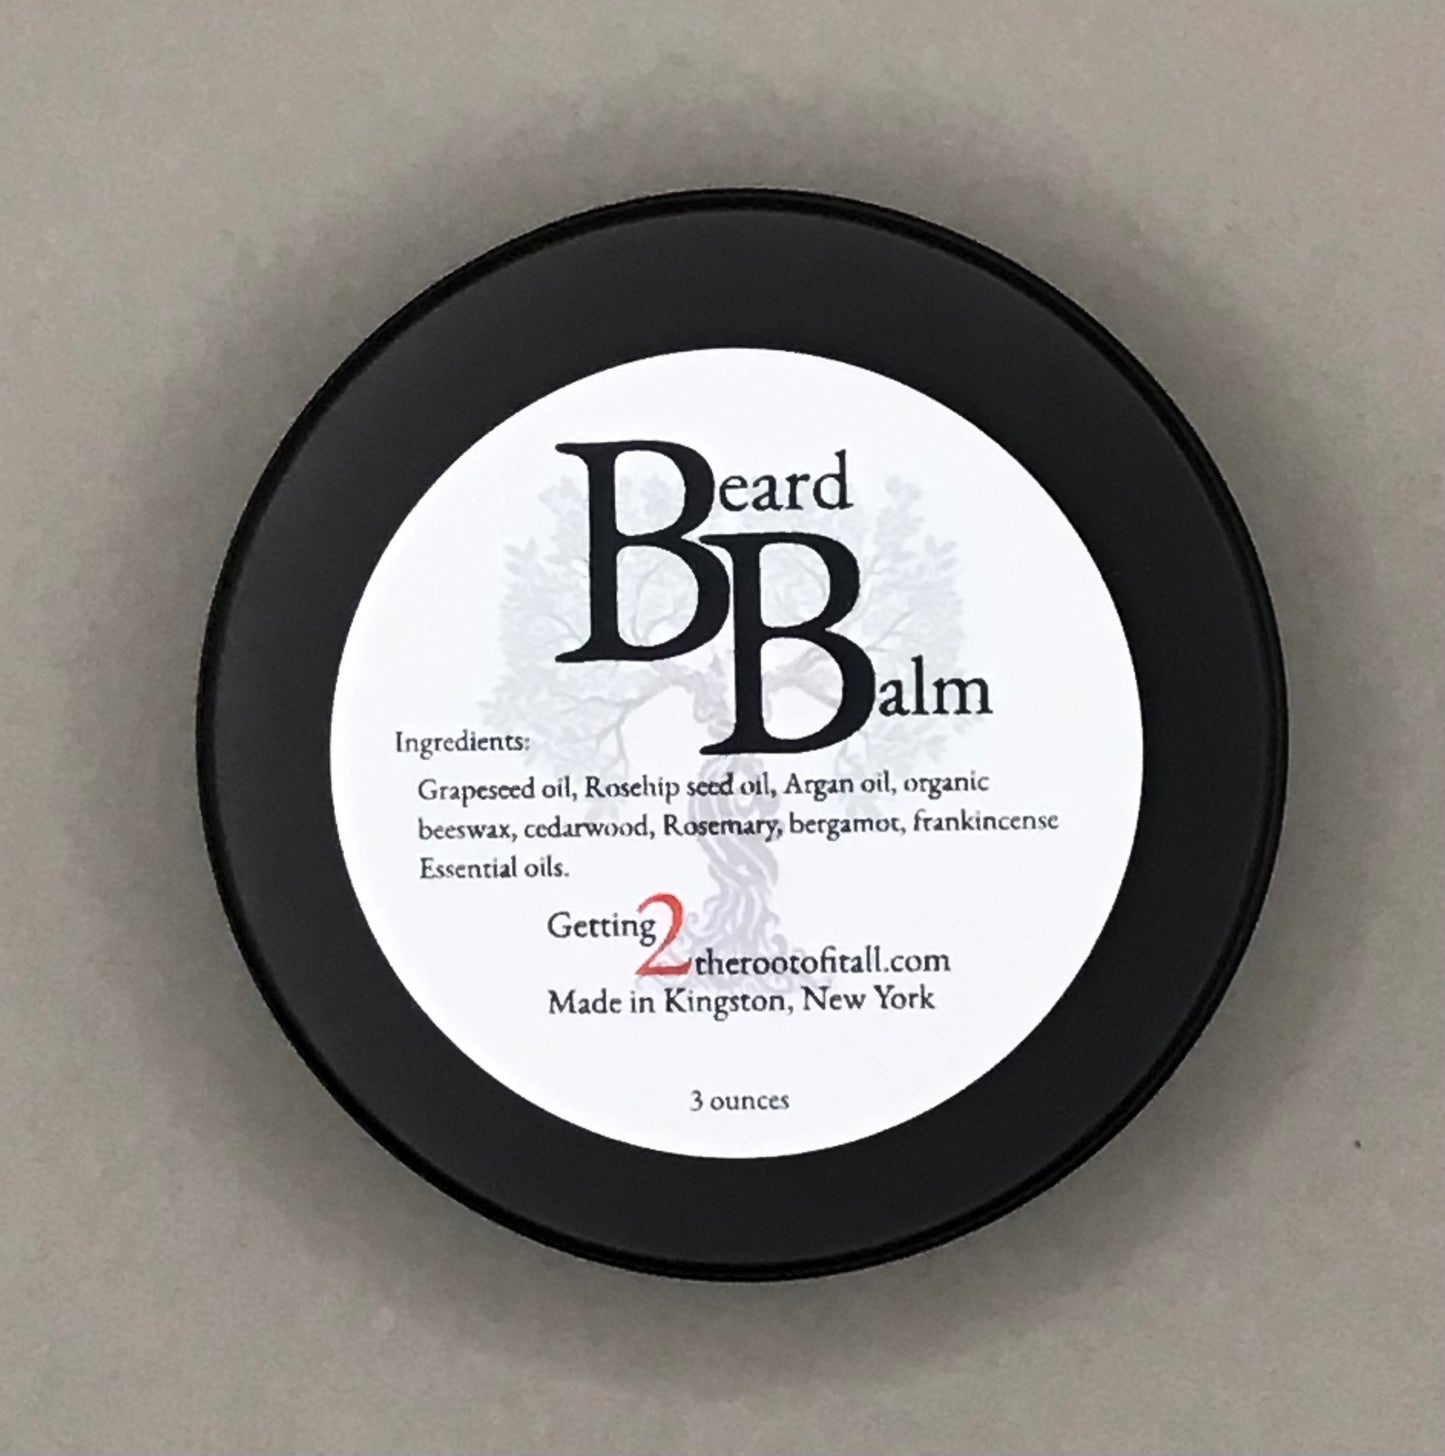 Beard
Balm
Ingredients:
Grapeseed oil, Rosehip seed oil, Argan oil, organic
beeswax, cedarwood, Rosemary, bergamot, frankincense
Essential oils.
Getting2therootofitall.com
Made in Kingston, New York
3 ounces